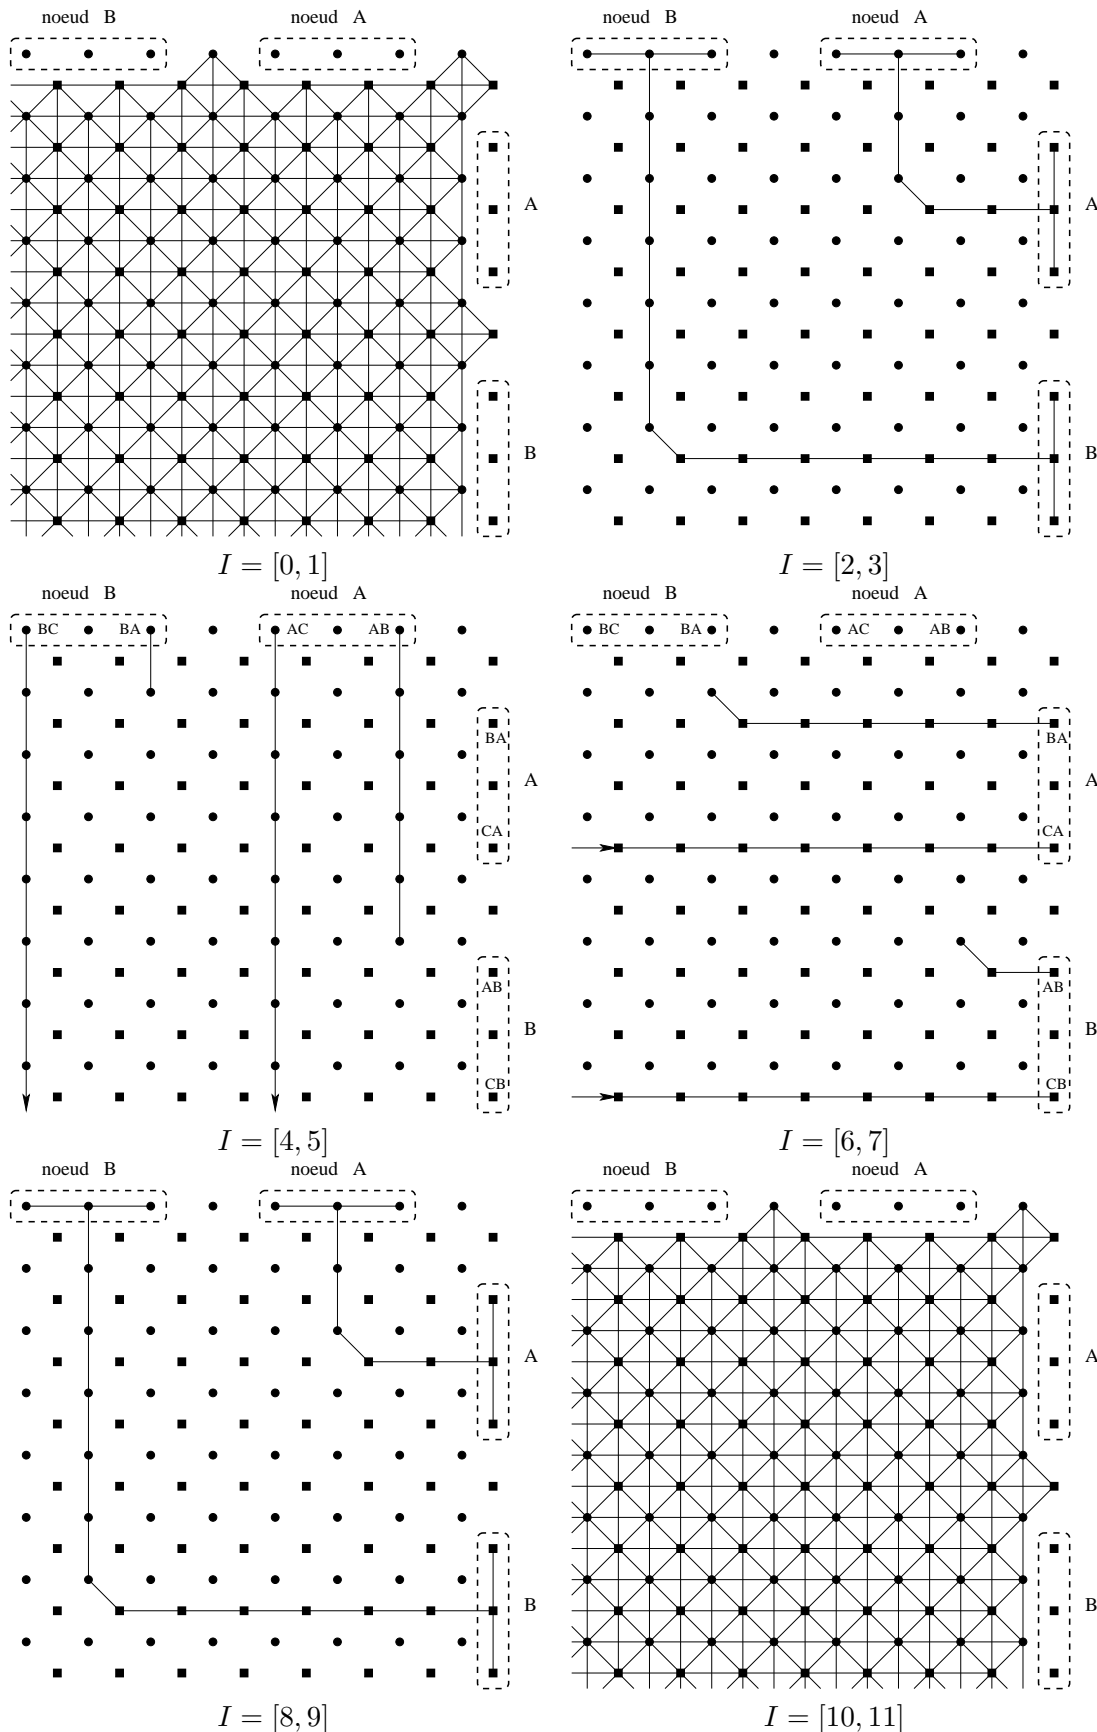 noeud B noeud A noeud B noeud A
A A
B B
I = [0, 1] I = [2, 3]
noeud B noeud A noeud B noeud A
BC BA AC AB BC BA AC AB
BA BA
A A
CA CA
AB AB
B B
CB CB
I = [4, 5] I = [6, 7]
noeud B noeud A noeud B noeud A
A A
B B
I = [8, 9] I = [10, 11]